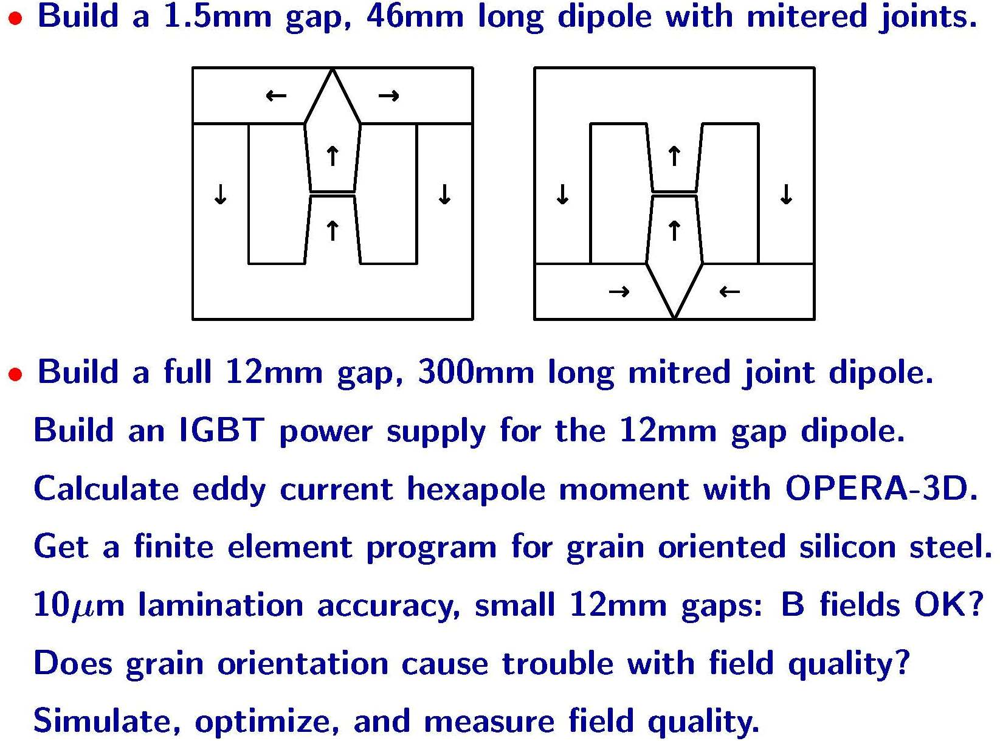 • Build a 1.5mm gap, 46mm long dipole with mitered joints.
← →
↑
↓ ↓
↑
↑
↓ ↓
↑
→ ←
• Build a full 12mm gap, 300mm long mitred joint dipole.
Build an IGBT power supply for the 12mm gap dipole.
Calculate eddy current hexapole moment with OPERA-3D.
Get a finite element program for grain oriented silicon steel.
10μm lamination accuracy, small 12mm gaps: B fields OK?
Does grain orientation cause trouble with field quality?
Simulate, optimize, and measure field quality.